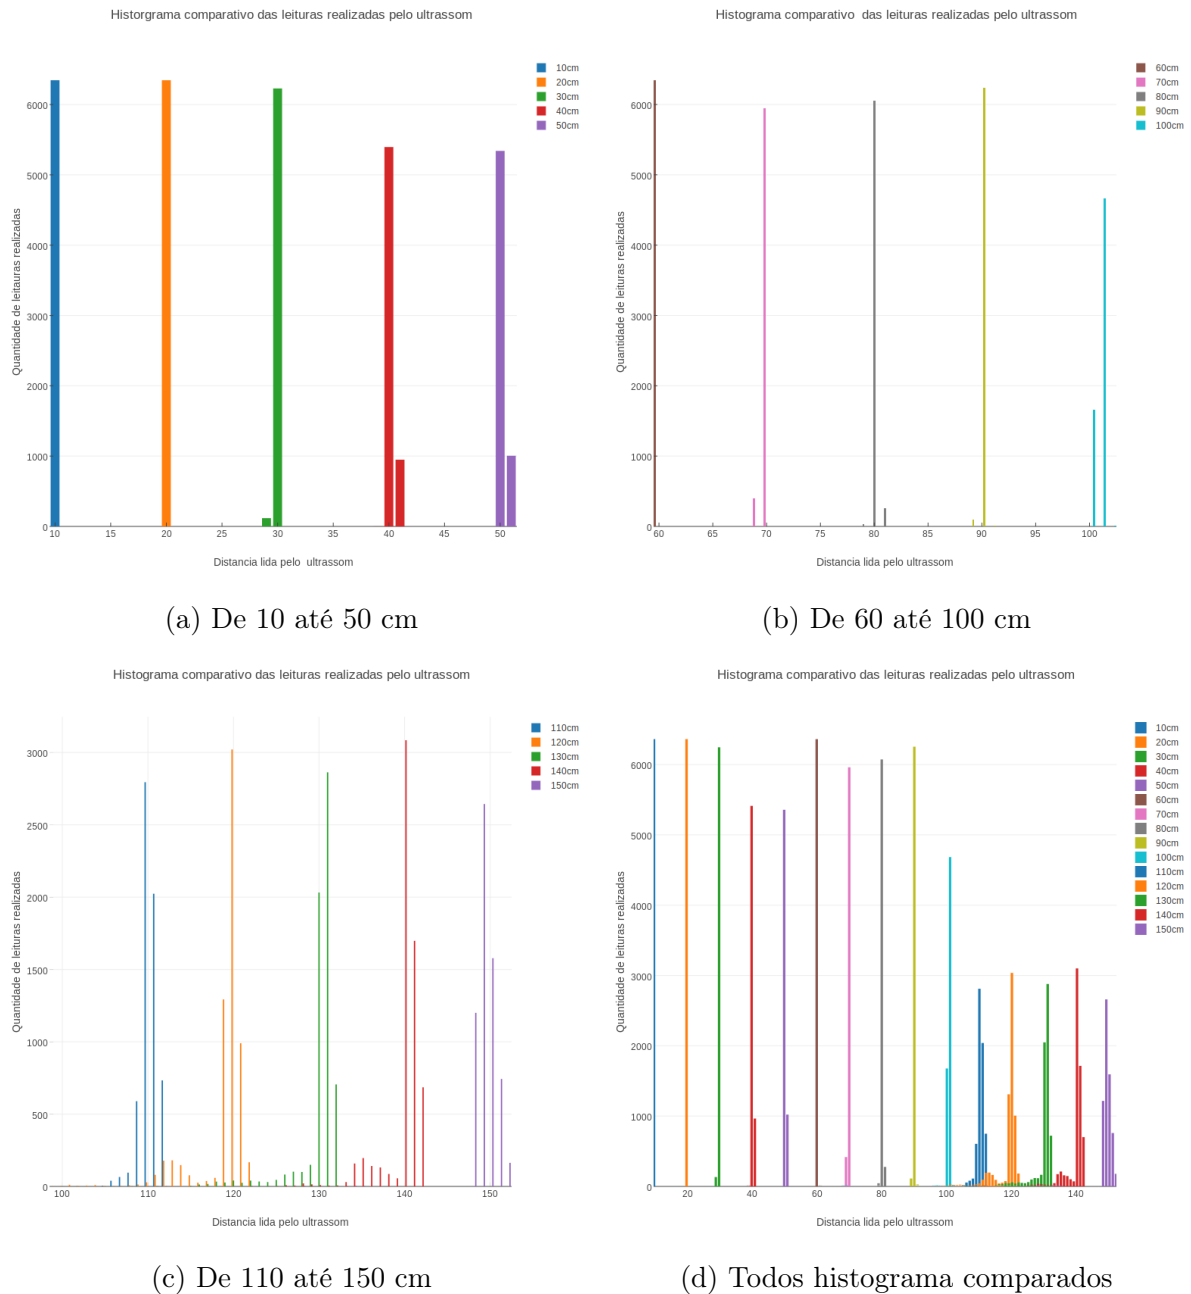 Historgrama comparativo das leituras realizadas pelo ultrassom
10cm
20cm
30cm
40cm
50cm
Quantidade de leitauras realizadas
6000
5000
4000
3000
2000
1000
0
10 15 20 25 30 35 40 45 50
Distancia lida pelo ultrassom
(a) De 10 até 50 cm
Histograma comparativo das leituras realizadas pelo ultrassom
60cm
70cm
80cm
90cm
100cm
Quantidade de leituras realizadas
6000
5000
4000
3000
2000
1000
0
60 65 70 75 80 85 90 95 100
Distancia lida pelo ultrassom
(b) De 60 até 100 cm
Histograma comparativo das leituras realizadas pelo ultrassom
110cm
120cm
130cm
140cm
150cm
Quantidade de leituras realizadas
3000
2500
2000
1500
1000
500
0
100 110 120 130 140 150
Distancia lida pelo ultrassom
(c) De 110 até 150 cm
Histograma comparativo das leituras realizadas pelo ultrassom
10cm
20cm
30cm
40cm
50cm
60cm
70cm
80cm
90cm
100cm
110cm
120cm
130cm
140cm
150cm
Quantidade de leituras realizadas
6000
5000
4000
3000
2000
1000
0
20 40 60 80 100 120 140
Distancia lida pelo ultrassom
(d) Todos histograma comparados